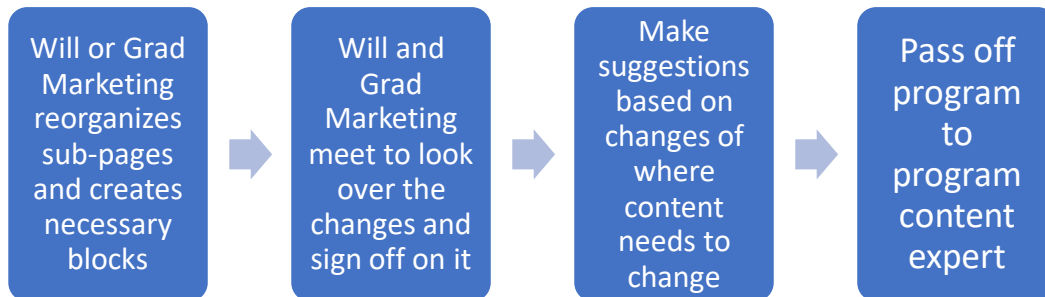 Will or Grad
Marketing
reorganizes
sub-pages
and creates
necessary
blocks
Will and
Grad
Marketing
meet to look
over the
changes and
sign off on it
Make
suggestions
based on
changes of
where
content
needs to
change
Pass off
program
to
program
content
expert